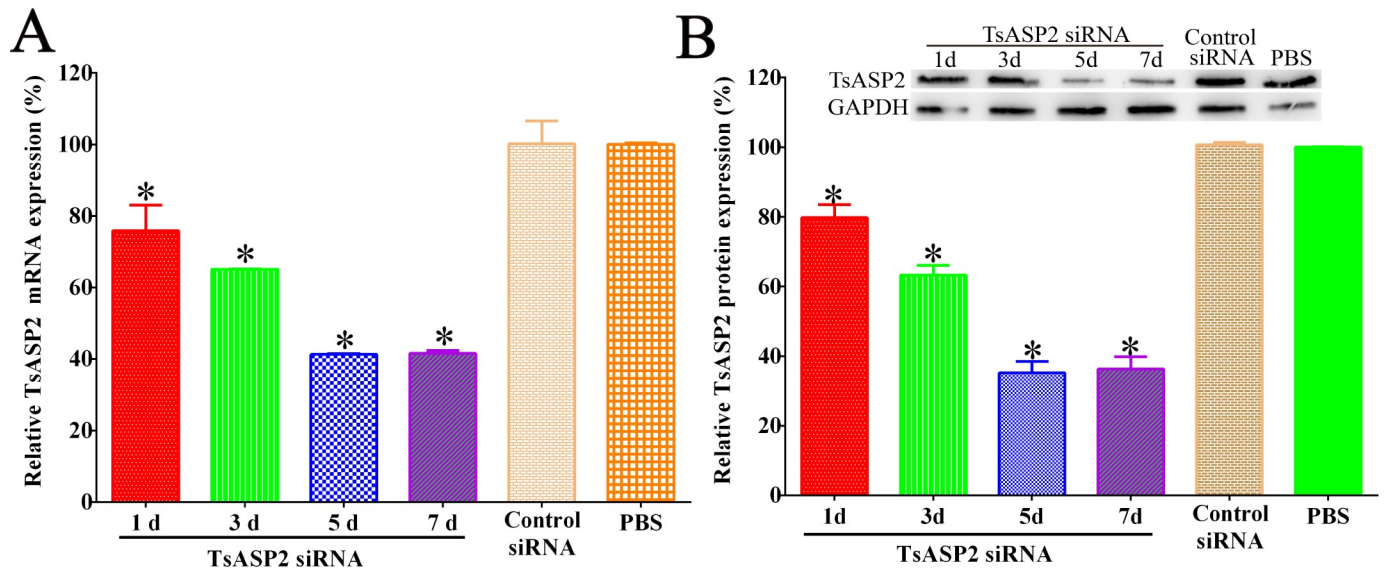 A
Relative TsASP2 mRNA expression (%)
120
100
80
60
40
20
0
*
*
*
*
1 d 3 d 5 d 7 d Control siRNA PBS
TsASP2 siRNA
B
TsASP2 siRNA
1d 3d 5d 7d Control siRNA PBS
TsASP2
GAPDH
Relative TsASP2 protein expression (%)
120
100
80
60
40
20
0
*
*
*
*
1d 3d 5d 7d Control siRNA PBS
TsASP2 siRNA